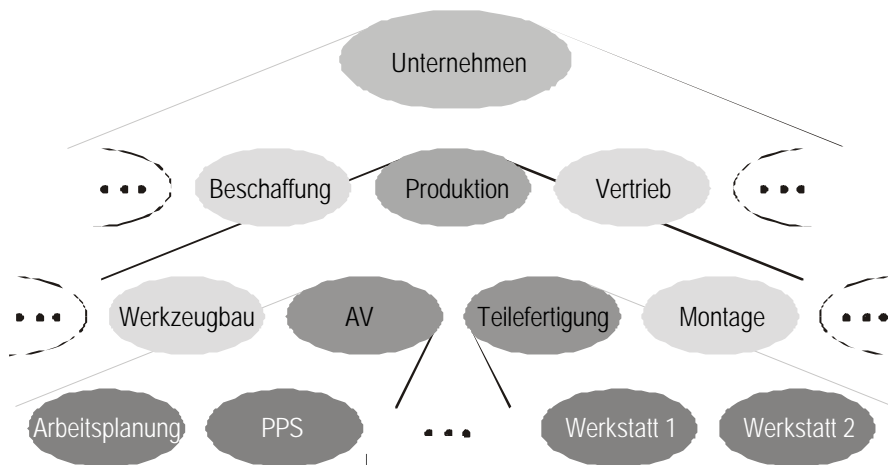 Unternehmen
... Beschaffung Produktion Vertrieb ...
... Werkzeugbau AV Teilefertigung Montage ...
Arbeitsplanung PPS ... Werkstatt 1 Werkstatt 2